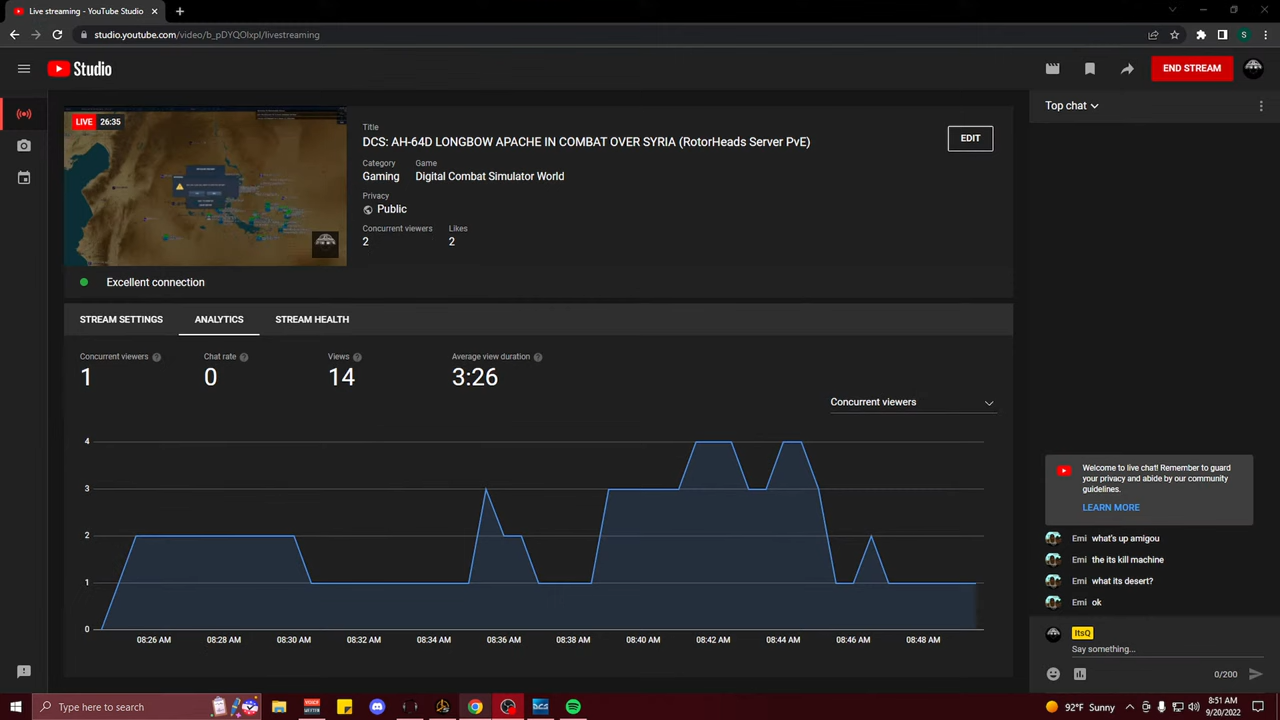 Live streaming - YouTube Studio
studio.youtube.com/video/b_pDYQOIxpI/livestreaming
S
Studio
END STREAM
LIVE 26:35
Title
DCS: AH-64D LONGBOW APACHE IN COMBAT OVER SYRIA (RotorHeads Server PvE)
EDIT
Category Game
Gaming Digital Combat Simulator World
Privacy
Public
Concurrent viewers Likes
2 2
Excellent connection
STREAM SETTINGS ANALYTICS STREAM HEALTH
Concurrent viewers ? Chat rate ? Views ? Average view duration ?
1 0 14 3:26
Concurrent viewers
4
3
2
1
0
08:26 AM 08:28 AM 08:30 AM 08:32 AM 08:34 AM 08:36 AM 08:38 AM 08:40 AM 08:42 AM 08:44 AM 08:46 AM 08:48 AM
Top chat
Welcome to live chat! Remember to guard
your privacy and abide by our community
guidelines.
LEARN MORE
Emi what's up amigou
Emi the its kill machine
Emi what its desert?
Emi ok
ItsQ
Say something...
0/200
Type here to search
92°F Sunny
8:51 AM
9/20/2022